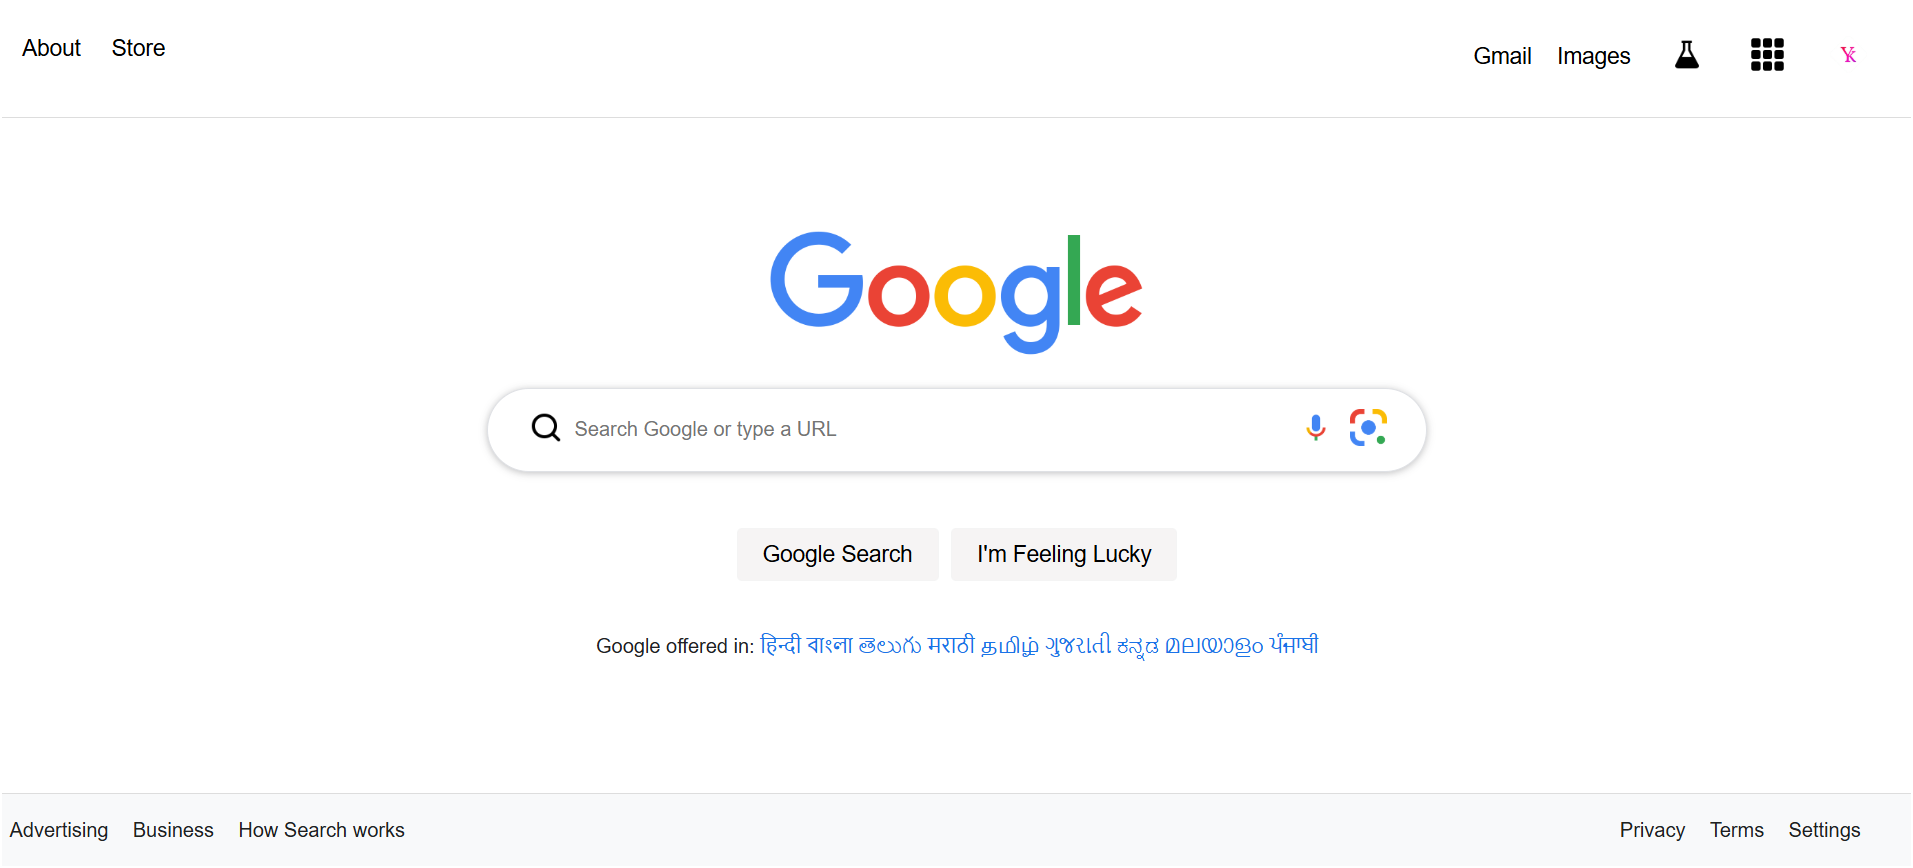 About Store
Gmail Images
YK
Google
Search Google or type a URL
Google Search I'm Feeling Lucky
Google offered in: हिन्दी বাংলা తెలుగు मराठी தமிழ் ગુજરાતી ಕನ್ನಡ മലയാളം ਪੰਜਾਬੀ
Advertising Business How Search works
Privacy Terms Settings